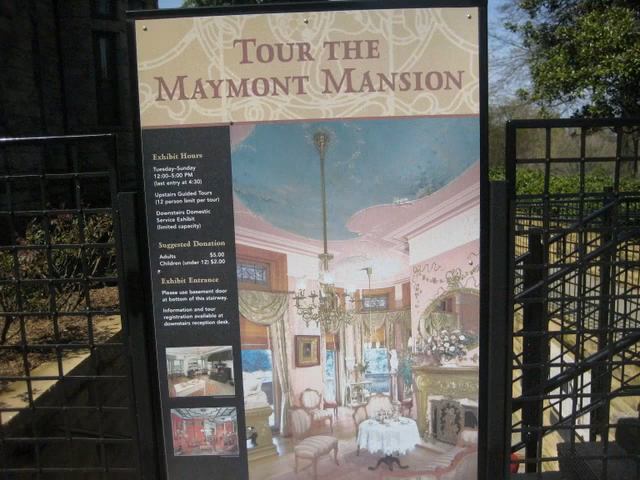 TOUR THE
MAYMONT MANSION
Exhibit Hours
Tuesday–Sunday
12:00–5:00 PM
(last entry at 4:30)
Upstairs Guided Tours
(12 person limit per tour)
Downstairs Domestic
Service Exhibit
(limited capacity)
Suggested Donation
Adults $5.00
Children (under 12) $2.00
Exhibit Entrance
Please use basement door
at bottom of this stairway.
Information and tour
registration available at
downstairs reception desk.